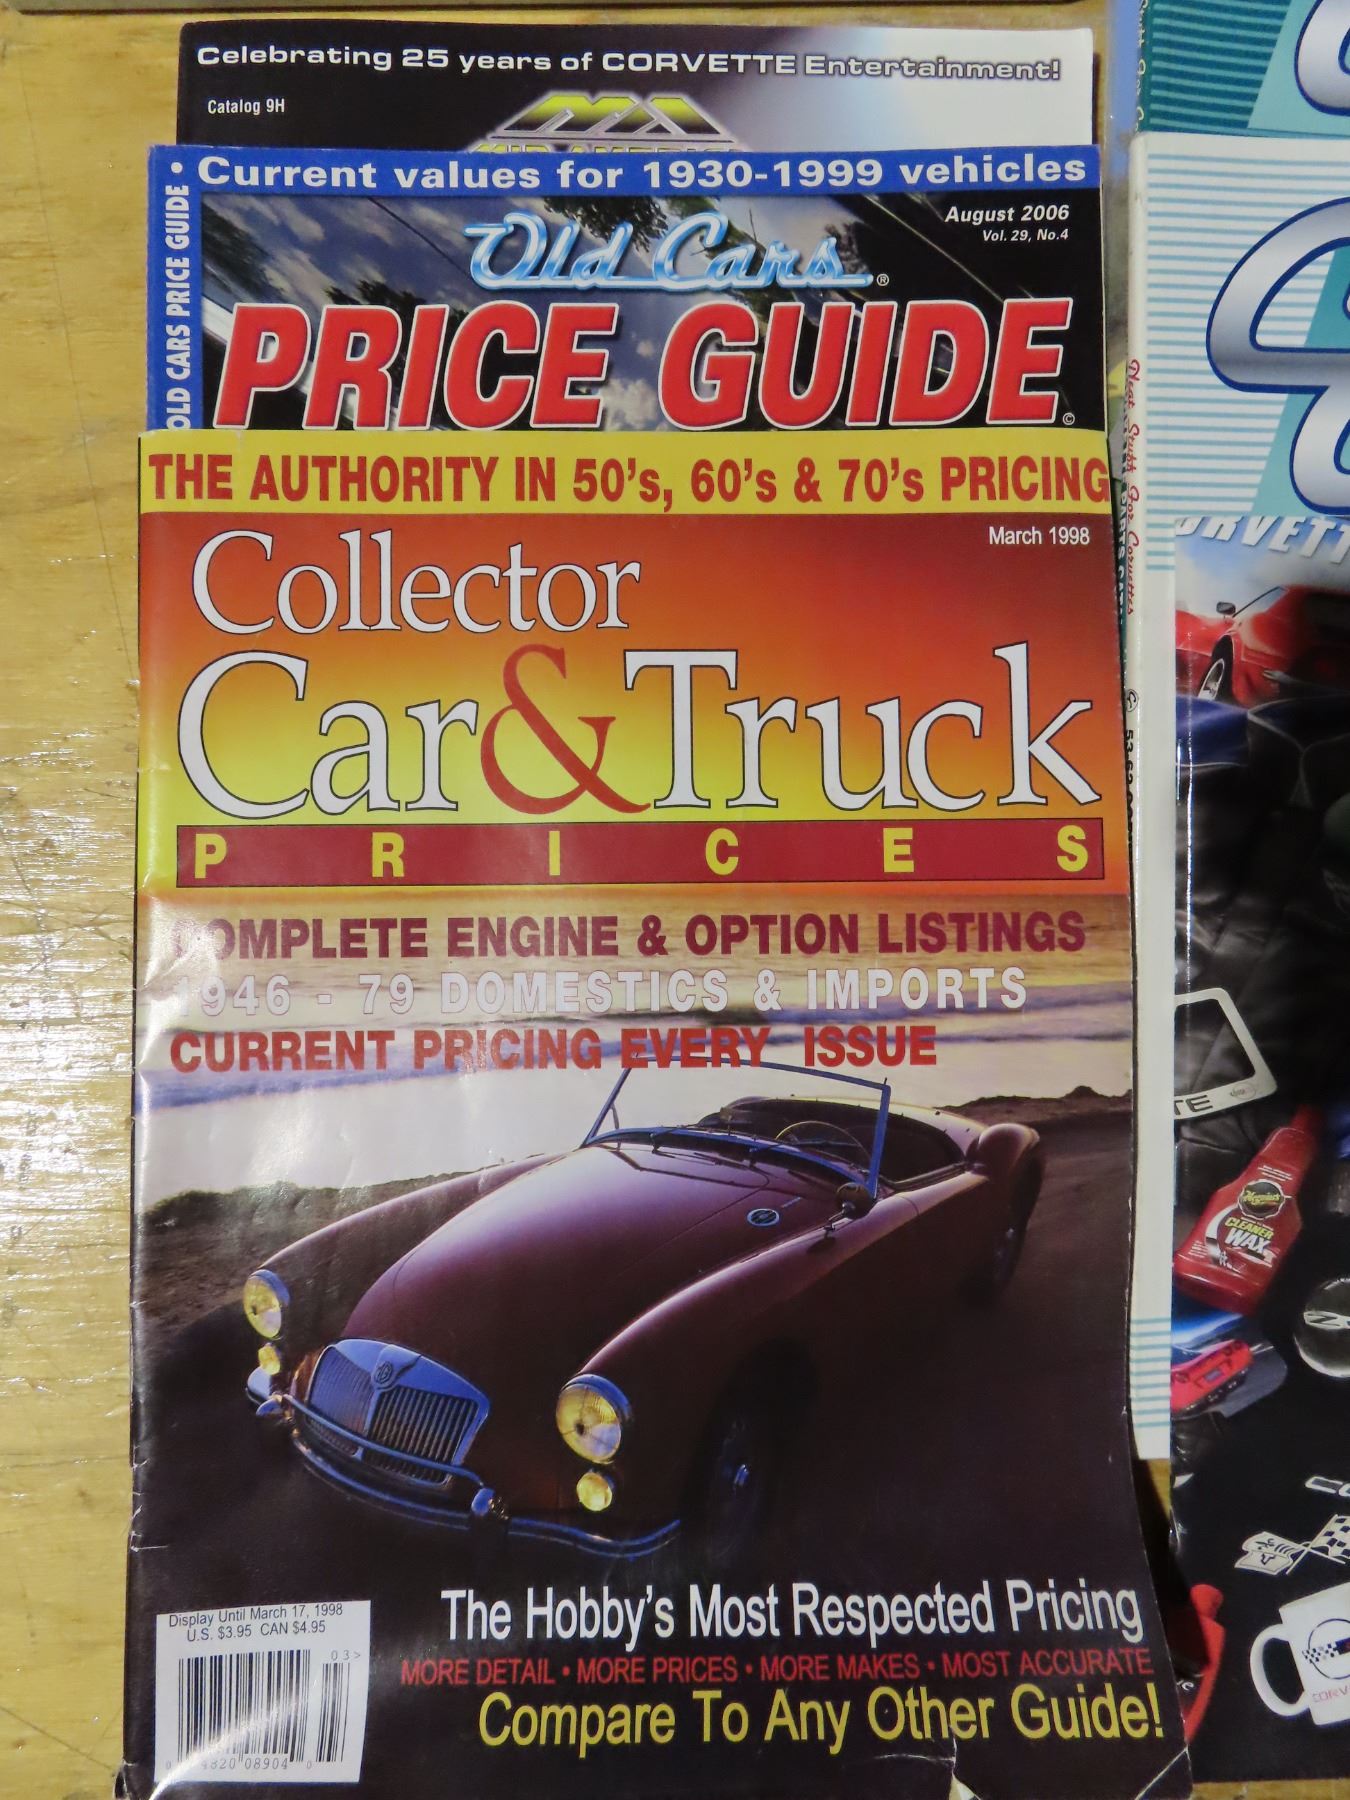 Celebrating 25 years of CORVETTE Entertainment!
Catalog 9H
• Current values for 1930-1999 vehicles
OLD CARS PRICE GUIDE •
August 2006
Vol. 29, No.4
Old Cars®
PRICE GUIDE©
THE AUTHORITY IN 50's, 60's & 70's PRICING
March 1998
Collector
Car & Truck
PRICES
COMPLETE ENGINE & OPTION LISTINGS
1946 - 79 DOMESTICS & IMPORTS
CURRENT PRICING EVERY ISSUE
The Hobby's Most Respected Pricing
MORE DETAIL • MORE PRICES • MORE MAKES • MOST ACCURATE
Compare To Any Other Guide!
Display Until March 17, 1998
U.S. $3.95 CAN $4.95
03>
08904
Meguiar's
CLEANER
WAX